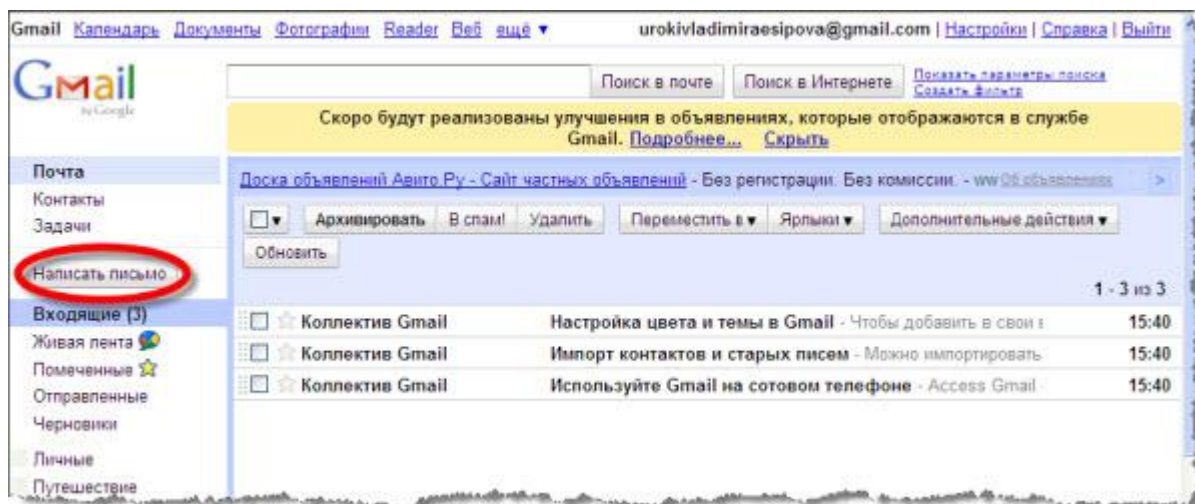 Gmail Календарь Документы Фотографии Reader Веб ещё ▼ urokivladimiraesipova@gmail.com | Настройки | Справка | Выйти
Gmail
by Google
Поиск в почте Поиск в Интернете Показать параметры поиска
Создать фильтр
Скоро будут реализованы улучшения в объявлениях, которые отображаются в службе
Gmail. Подробнее... Скрыть
Почта
Контакты
Задачи
Написать письмо
Входящие (3)
Живая лента
Помеченные
Отправленные
Черновики
Личные
Путешествие
Доска объявлений Авито.Ру - Сайт частных объявлений - Без регистрации. Без комиссии. - ww Об объявлениях >
Архивировать В спам! Удалить Переместить в ▼ Ярлыки ▼ Дополнительные действия ▼
Обновить
1 - 3 из 3
Коллектив Gmail Настройка цвета и темы в Gmail - Чтобы добавить в свои 15:40
Коллектив Gmail Импорт контактов и старых писем - Можно импортировать 15:40
Коллектив Gmail Используйте Gmail на сотовом телефоне - Access Gmail 15:40